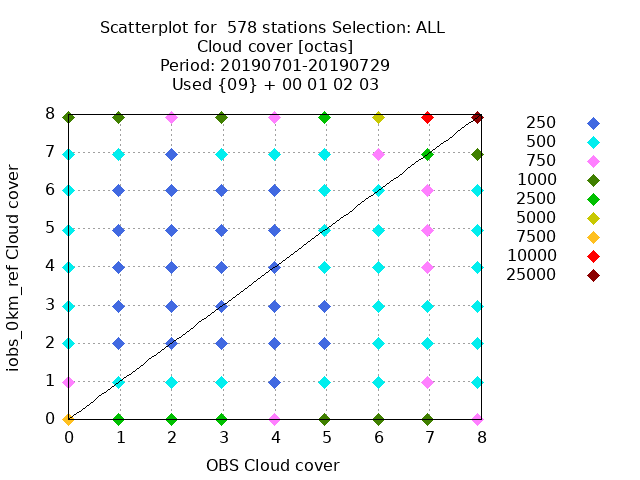 Scatterplot for  578 stations Selection: ALL
Cloud cover [octas]
Period: 20190701-20190729
Used {09} + 00 01 02 03
8
7
6
5
4
3
2
1
0
0 1 2 3 4 5 6 7 8
iobs_0km_ref Cloud cover
OBS Cloud cover
250
500
750
1000
2500
5000
7500
10000
25000